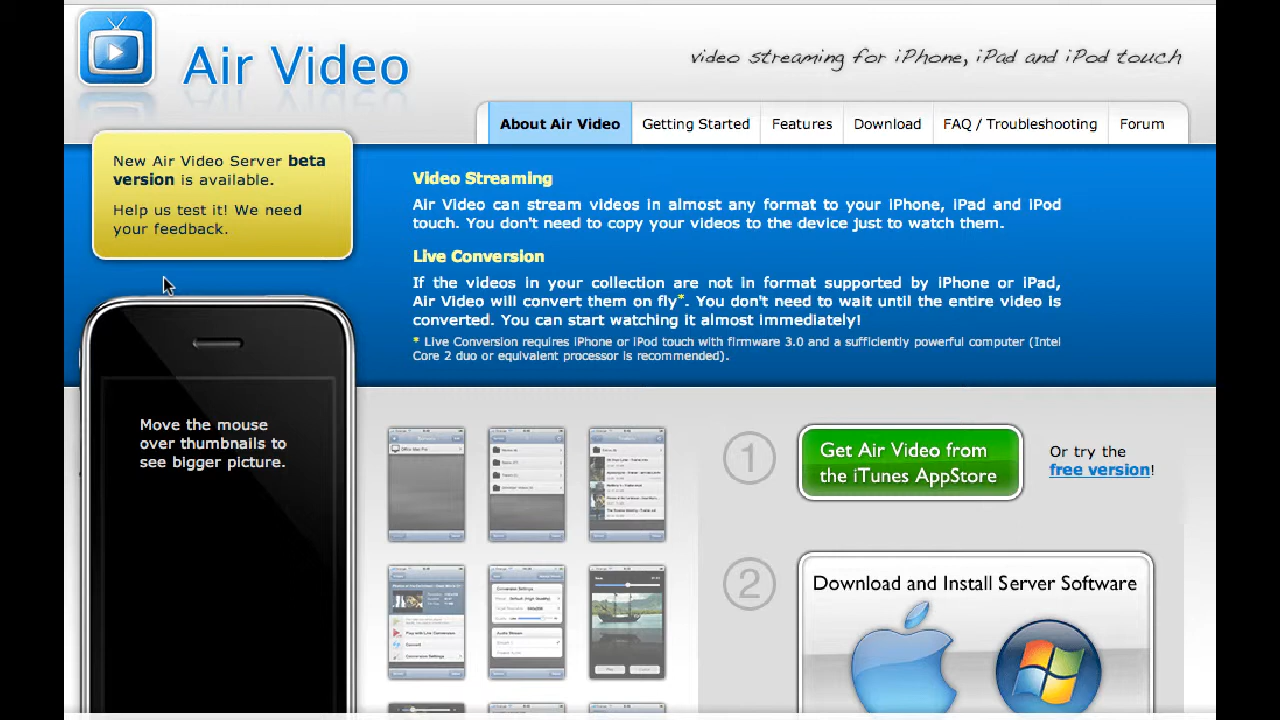 Air Video
video streaming for iPhone, iPad and iPod touch
About Air Video
Getting Started
Features
Download
FAQ / Troubleshooting
Forum
New Air Video Server beta
version is available.
Help us test it! We need
your feedback.
Video Streaming
Air Video can stream videos in almost any format to your iPhone, iPad and iPod
touch. You don't need to copy your videos to the device just to watch them.
Live Conversion
If the videos in your collection are not in format supported by iPhone or iPad,
Air Video will convert them on fly*. You don't need to wait until the entire video is
converted. You can start watching it almost immediately!
* Live Conversion requires iPhone or iPod touch with firmware 3.0 and a sufficiently powerful computer (Intel
Core 2 duo or equivalent processor is recommended).
Move the mouse
over thumbnails to
see bigger picture.
1
Get Air Video from
the iTunes AppStore
Or try the
free version!
2
Download and Install Server Software